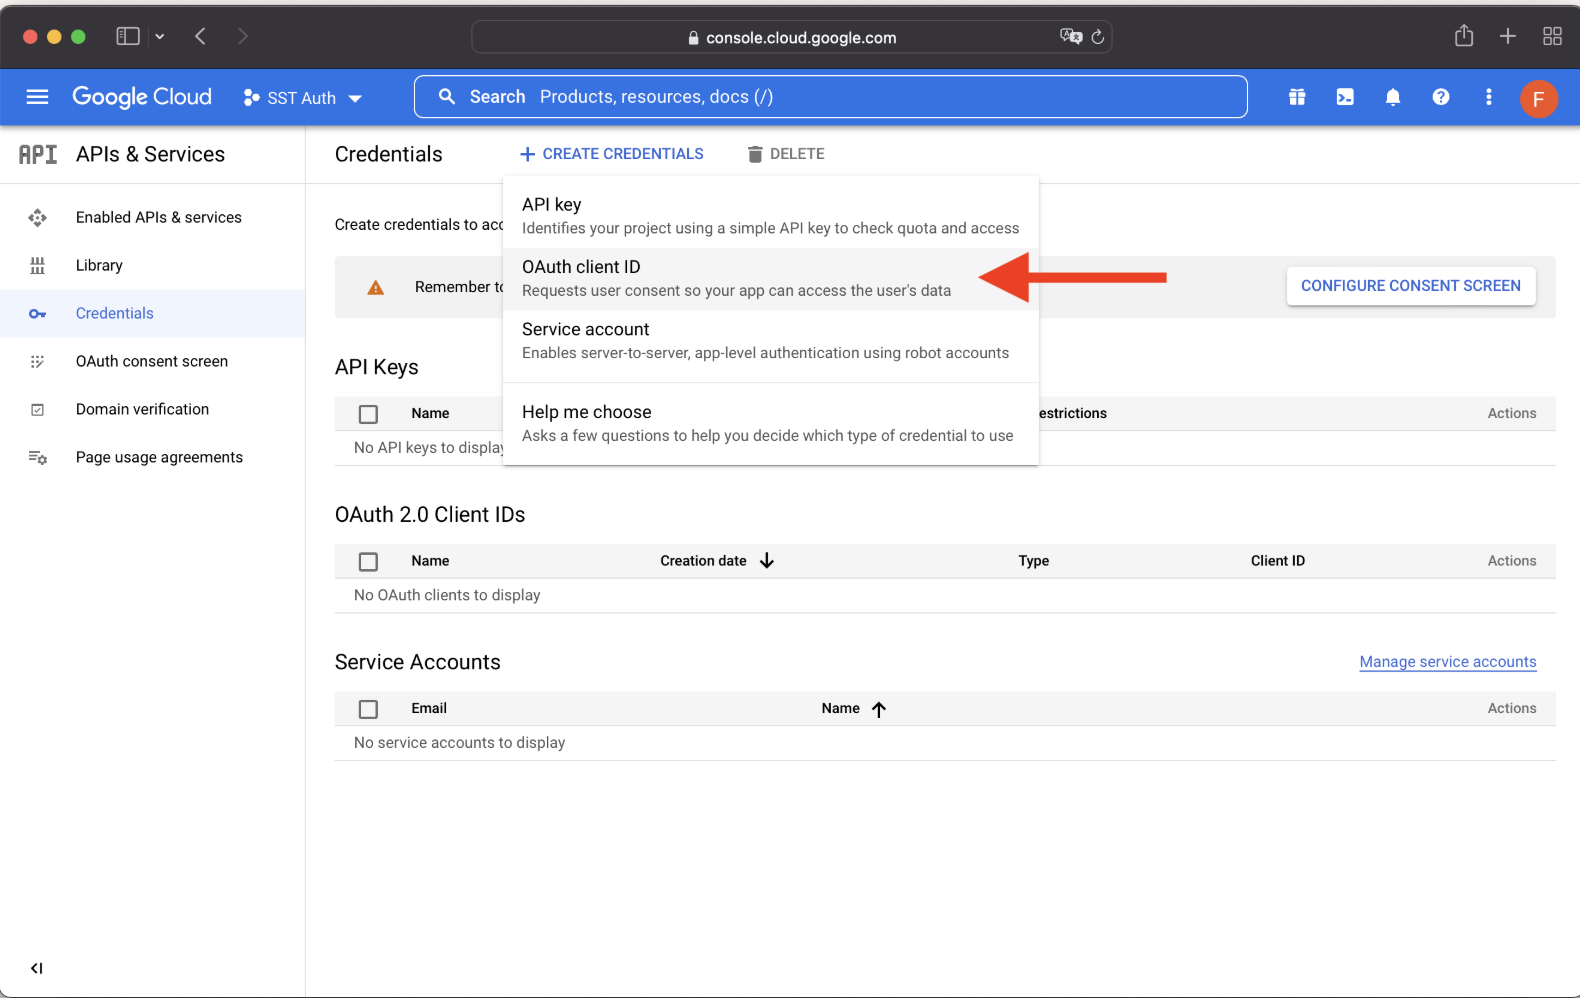 console.cloud.google.com
Google Cloud
SST Auth
Search Products, resources, docs (/)
F
API APIs & Services
Credentials
CREATE CREDENTIALS
DELETE
Enabled APIs & services
Library
Credentials
OAuth consent screen
Domain verification
Page usage agreements
Create credentials to acc
API key
Identifies your project using a simple API key to check quota and access
OAuth client ID
Requests user consent so your app can access the user's data
Service account
Enables server-to-server, app-level authentication using robot accounts
Help me choose
Asks a few questions to help you decide which type of credential to use
Remember to
CONFIGURE CONSENT SCREEN
API Keys
Name estrictions Actions
No API keys to display
OAuth 2.0 Client IDs
Name Creation date Type Client ID Actions
No OAuth clients to display
Service Accounts
Manage service accounts
Email Name Actions
No service accounts to display